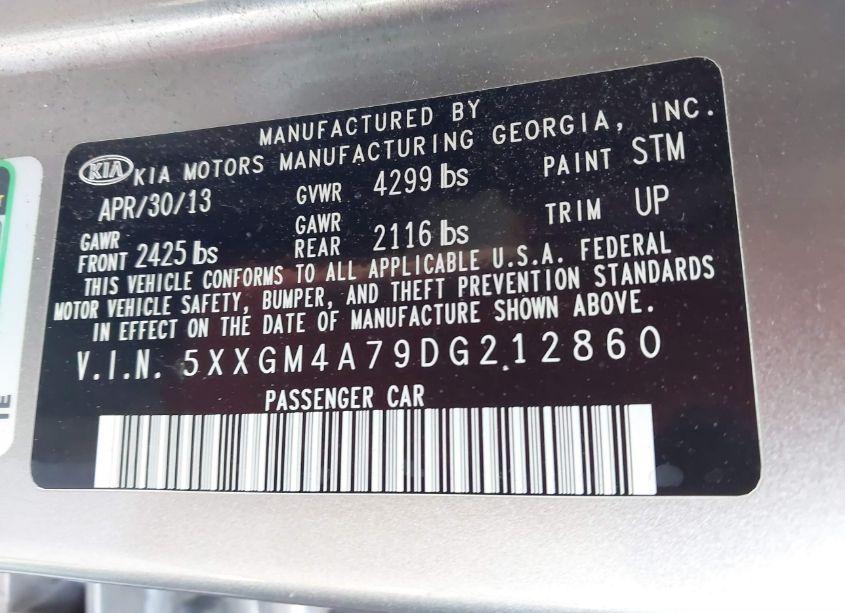 MANUFACTURED BY
KIA KIA MOTORS MANUFACTURING GEORGIA, INC.
APR/30/13 GVWR 4299 lbs PAINT STM
GAWR FRONT 2425 lbs GAWR REAR 2116 lbs TRIM UP
THIS VEHICLE CONFORMS TO ALL APPLICABLE U.S.A. FEDERAL
MOTOR VEHICLE SAFETY, BUMPER, AND THEFT PREVENTION STANDARDS
IN EFFECT ON THE DATE OF MANUFACTURE SHOWN ABOVE.
V.I.N. 5XXGM4A79DG212860
PASSENGER CAR